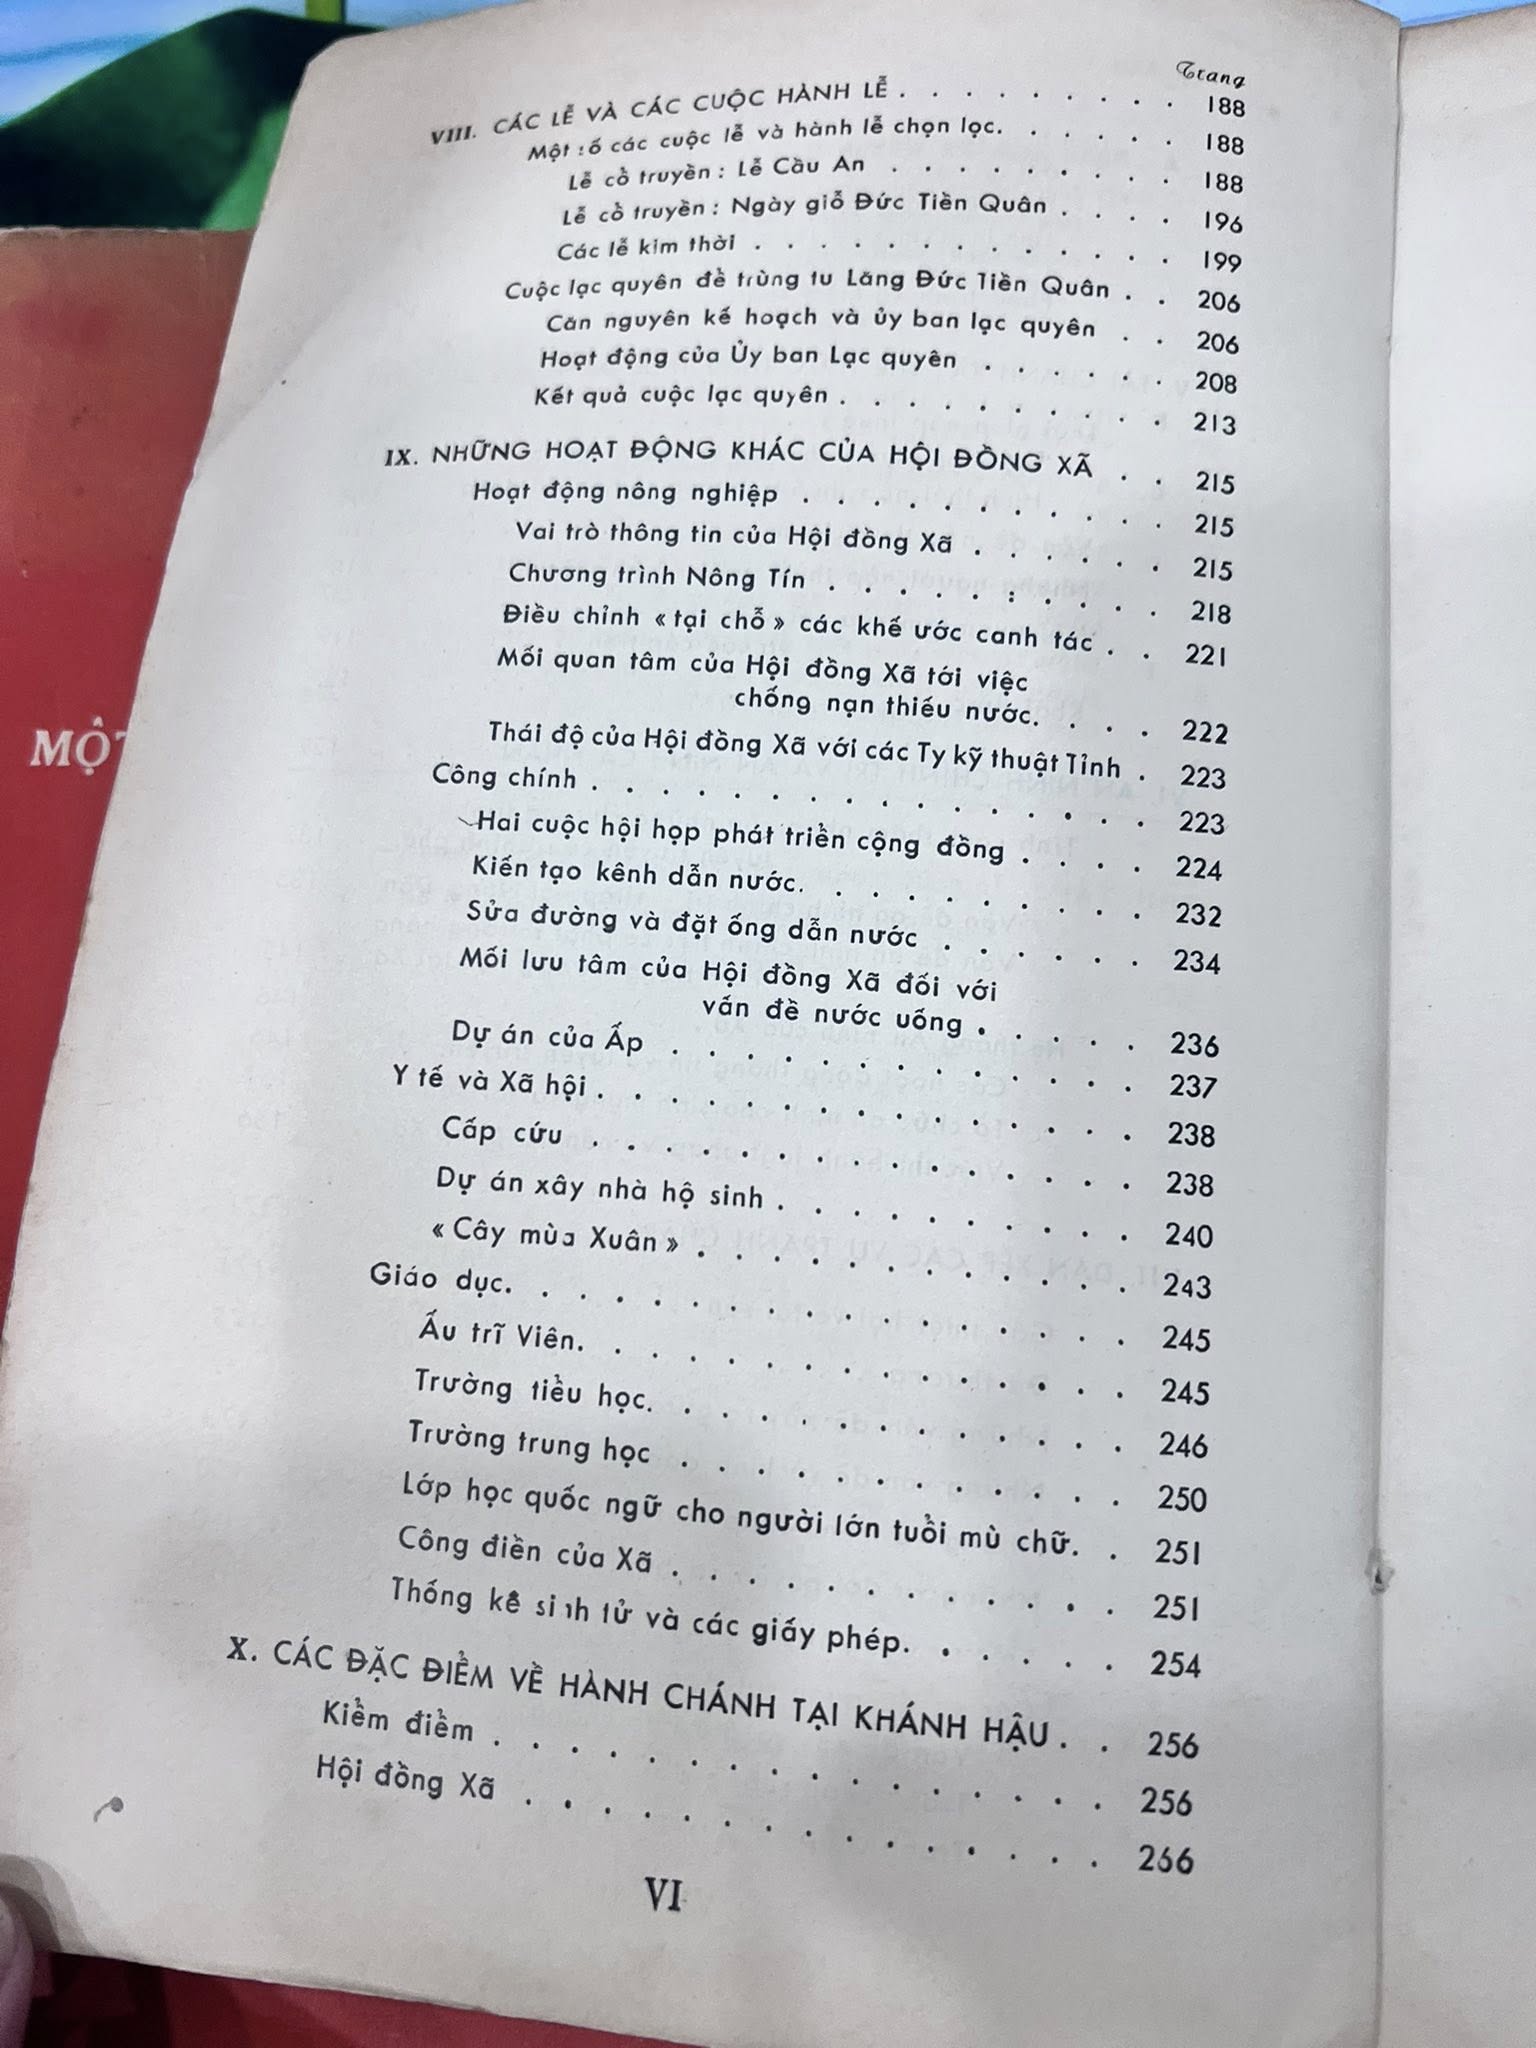 Trang
VIII. CÁC LỄ VÀ CÁC CUỘC HÀNH LỄ . . . . . . . . . 188
Một số các cuộc lễ và hành lễ chọn lọc. . . . . . 188
Lễ cổ truyền : Lễ Cầu An . . . . . . . . . 188
Lễ cổ truyền : Ngày giỗ Đức Tiền Quân . . . . 196
Các lễ kim thời . . . . . . . . . . . . 199
Cuộc lạc quyên để trùng tu Lăng Đức Tiền Quân . . 206
Căn nguyên kế hoạch và ủy ban lạc quyên . . 206
Hoạt động của Ủy ban Lạc quyên . . . . . . 208
Kết quả cuộc lạc quyên . . . . . . . . . . 213
IX. NHỮNG HOẠT ĐỘNG KHÁC CỦA HỘI ĐỒNG XÃ . . 215
Hoạt động nông nghiệp . . . . . . . . . . . 215
Vai trò thông tin của Hội đồng Xã . . . . . . 215
Chương trình Nông Tín . . . . . . . . . . 218
Điều chỉnh « tại chỗ » các khế ước canh tác . . 221
Mối quan tâm của Hội đồng Xã tới việc
chống nạn thiếu nước. . . . 222
Thái độ của Hội đồng Xã với các Ty kỹ thuật Tỉnh . 223
Công chính . . . . . . . . . . . . . . . 223
Hai cuộc hội họp phát triển cộng đồng . . . . 224
Kiến tạo kênh dẫn nước. . . . . . . . . . 232
Sửa đường và đặt ống dẫn nước . . . . . . 234
Mối lưu tâm của Hội đồng Xã đối với
vấn đề nước uống . . . . . 236
Dự án của Ấp . . . . . . . . . . . . . 237
Y tế và Xã hội . . . . . . . . . . . . . . . 238
Cấp cứu . . . . . . . . . . . . . . . 238
Dự án xây nhà hộ sinh . . . . . . . . . . 240
« Cây mùa Xuân » . . . . . . . . . . . . 243
Giáo dục. . . . . . . . . . . . . . . . . 245
Ấu trĩ Viên. . . . . . . . . . . . . . . 245
Trường tiểu học. . . . . . . . . . . . . 246
Trường trung học . . . . . . . . . . . . 250
Lớp học quốc ngữ cho người lớn tuổi mù chữ. . 251
Công điền của Xã . . . . . . . . . . . . 251
Thống kê sinh tử và các giấy phép. . . . . . 254
X. CÁC ĐẶC ĐIỂM VỀ HÀNH CHÁNH TẠI KHÁNH HẬU . . 256
Kiểm điểm . . . . . . . . . . . . . . . . 256
Hội đồng Xã . . . . . . . . . . . . . . . 266
VI
MỘT